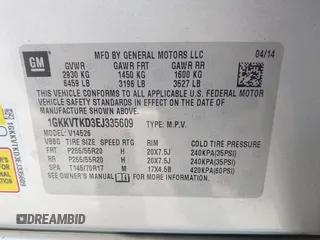 GM
MFD BY GENERAL MOTORS LLC 04/14
GVWR GAWR FRT GAWR RR
2930 KG 1450 KG 1600 KG
6459 LB 3196 LB 3527 LB
THIS VEHICLE CONFORMS TO ALL APPLICABLE U.S. FEDERAL
MOTOR VEHICLE SAFETY
STANDARDS IN EFFECT ON THE DATE OF MANUFACTURE SHOWN ABOVE.
1GKKVTKD3EJ335609 TYPE: M.P.V.
MODEL: V14526
VBBG TIRE SIZE SPEED RTG RIM COLD TIRE PRESSURE
FRT P255/55R20 H 20X7.5J 240KPA(35PSI)
RR P255/55R20 H 20X7.5J 240KPA(35PSI)
SPA T145/70R17 M 17X4.5B 420KPA(60PSI)
SEE OWNER'S MANUAL FOR MORE INFORMATION.
1GKKVTKD3EJ335609
DREAMBID